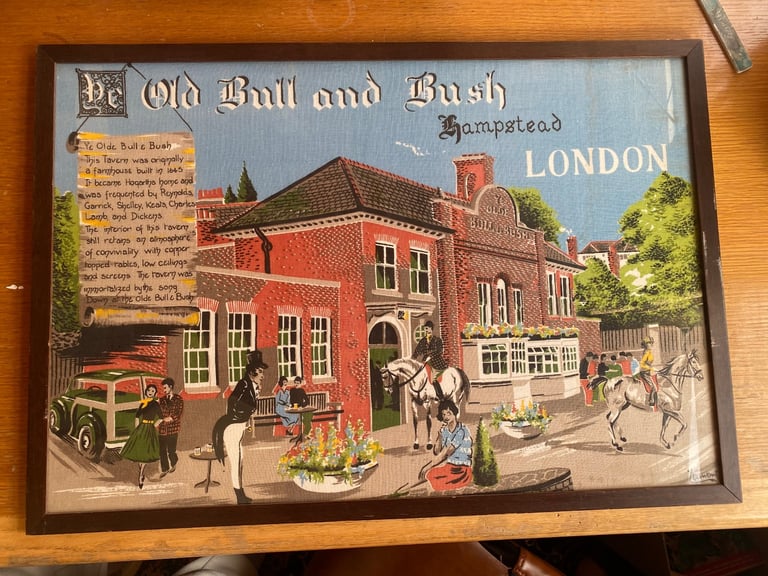 Ye Old Bull and Bush
Hampstead
LONDON
Ye Olde Bull & Bush
This Tavern was originally
a farmhouse built in 1645
It became Hogarths home and
was frequented by Reynolds,
Garrick, Shelley, Keats, Charles
Lamb, and Dickens.
The interior of this tavern
still retains an atmosphere
of conviviality with copper
topped tables, low ceilings
and screens. The tavern was
immortalized by the song
Down at the Olde Bull & Bush